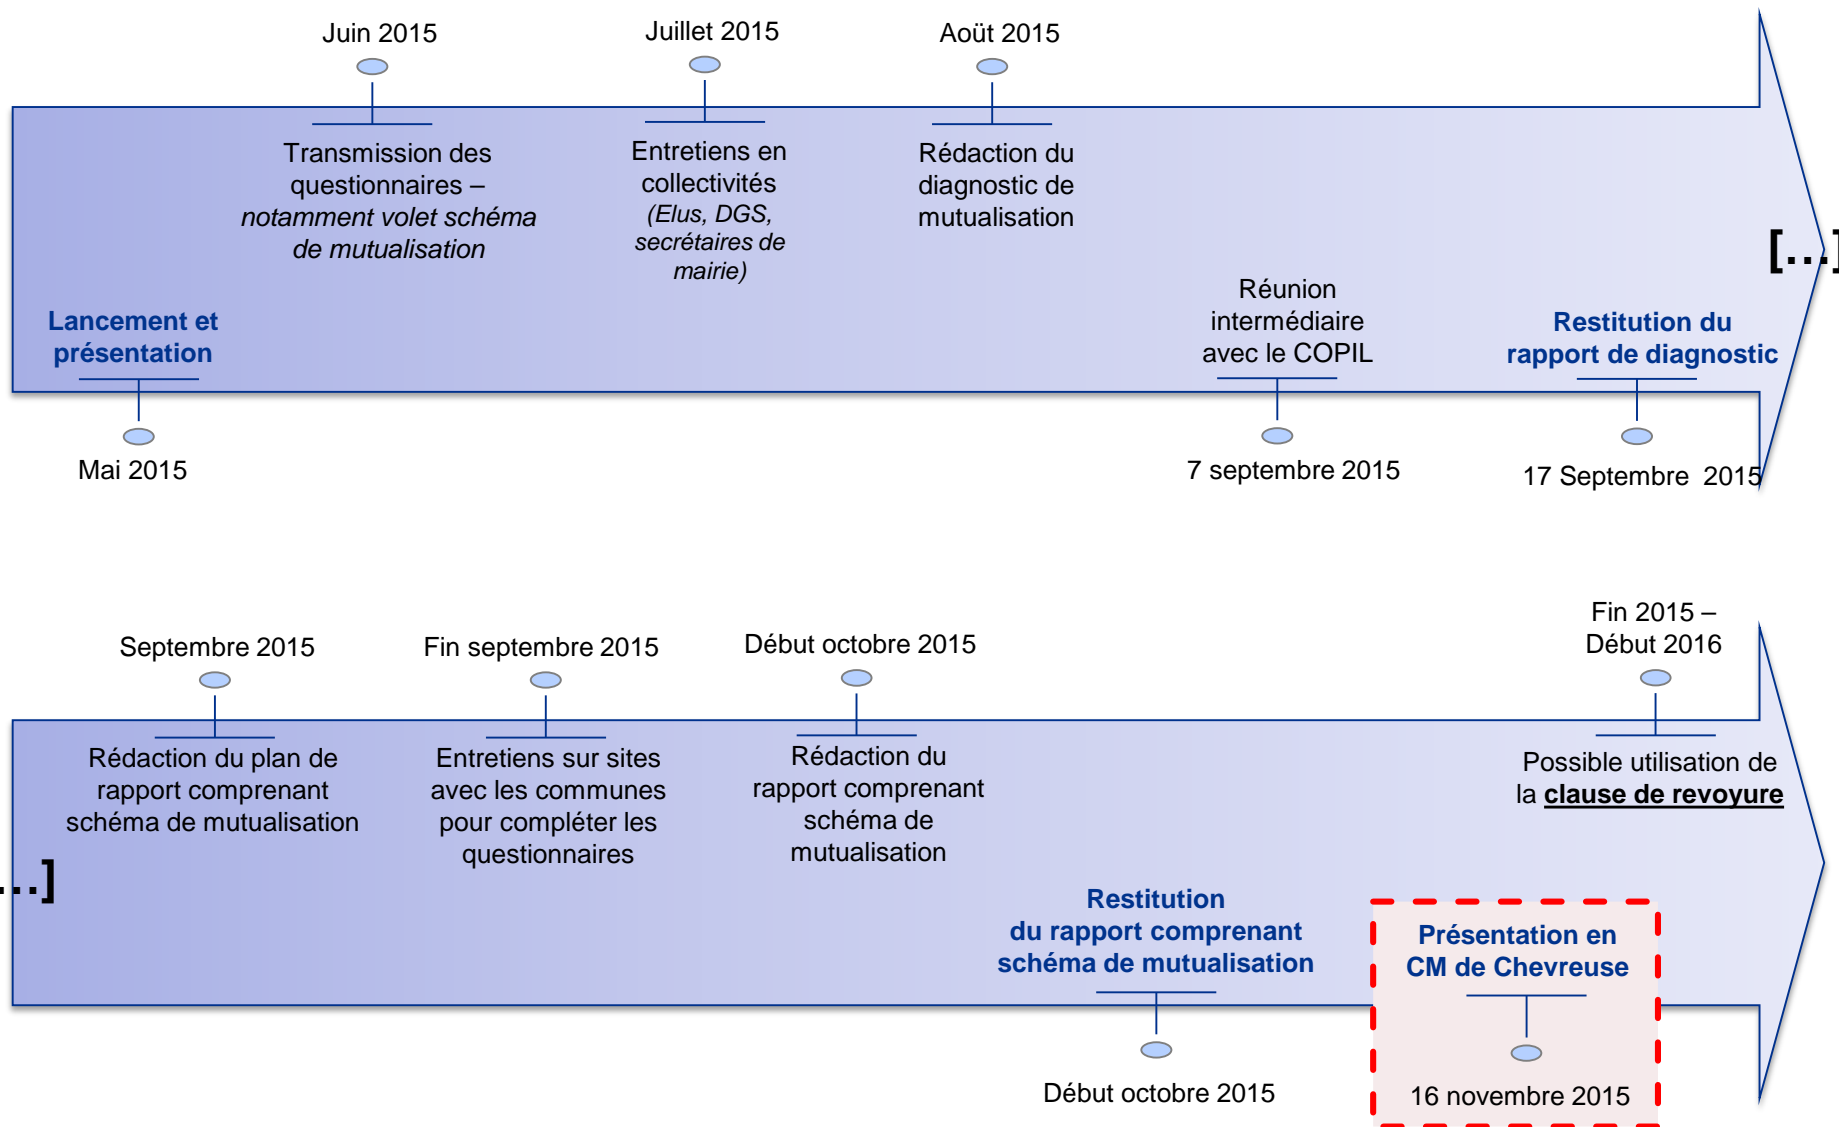 Juin 2015
Juillet 2015
Aoüt 2015
Transmission des
questionnaires –
notamment volet schéma
de mutualisation
Entretiens en
collectivités
(Elus, DGS,
secrétaires de
mairie)
Rédaction du
diagnostic de
mutualisation
[…]
Lancement et
présentation
Réunion
intermédiaire
avec le COPIL
Restitution du
rapport de diagnostic
Mai 2015
7 septembre 2015
17 Septembre 2015
Septembre 2015
Fin septembre 2015
Début octobre 2015
Fin 2015 –
Début 2016
Rédaction du plan de
rapport comprenant
schéma de mutualisation
Entretiens sur sites
avec les communes
pour compléter les
questionnaires
Rédaction du
rapport comprenant
schéma de
mutualisation
Possible utilisation de
la clause de revoyure
…]
Restitution
du rapport comprenant
schéma de mutualisation
Présentation en
CM de Chevreuse
Début octobre 2015
16 novembre 2015